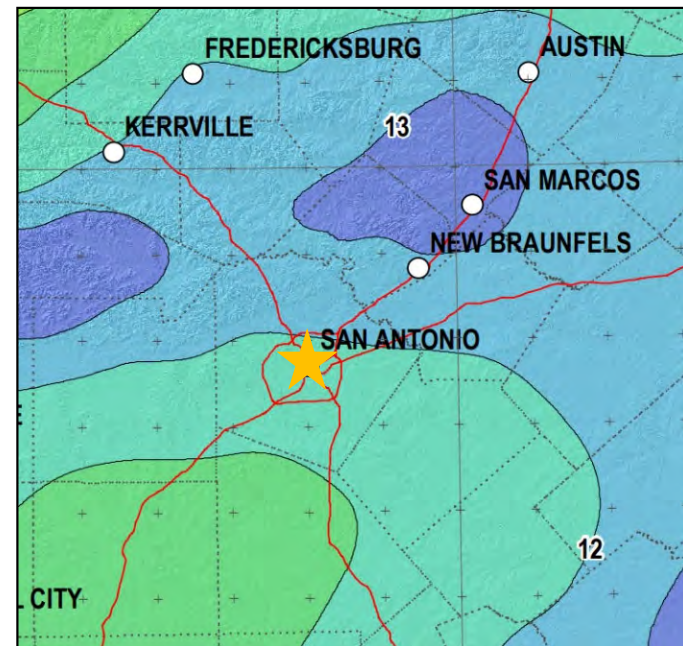 FREDERICKSBURG
AUSTIN
KERRVILLE
13
SAN MARCOS
NEW BRAUNFELS
SAN ANTONIO
E
12
L CITY